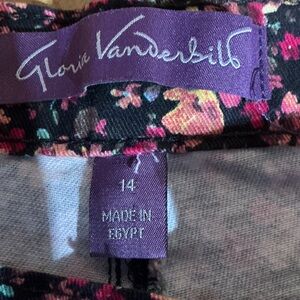 Gloria Vanderbilt
14
MADE IN
EGYPT